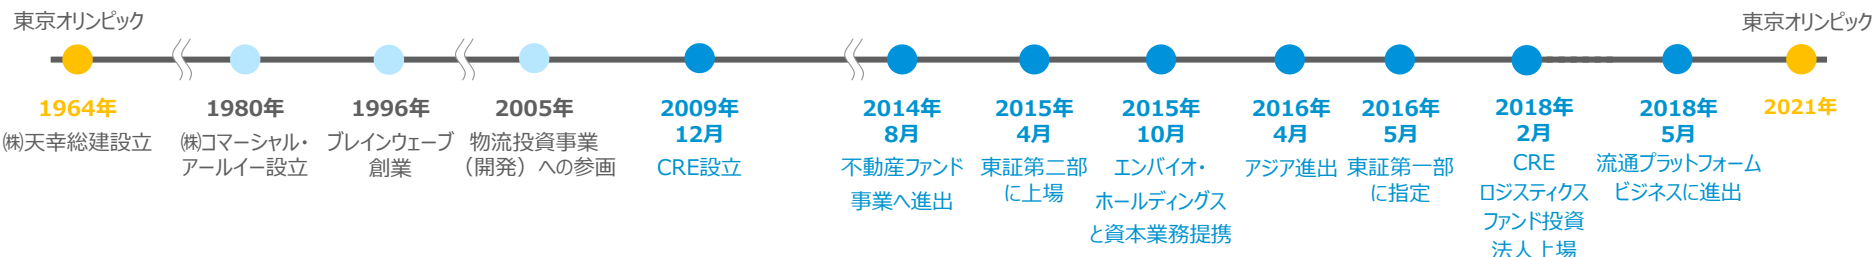 東京オリンピック
東京オリンピック
1964年
㈱天幸総建設立
1980年
㈱コマーシャル・
アールイー設立
1996年
ブレインウェーブ
創業
2005年
物流投資事業
（開発）への参画
2009年
12月
CRE設立
2014年
8月
不動産ファンド
事業へ進出
2015年
4月
東証第二部
に上場
2015年
10月
エンバイオ・
ホールディングス
と資本業務提携
2016年
4月
アジア進出
2016年
5月
東証第一部
に指定
2018年
2月
CRE
ロジスティクス
ファンド投資
法人上場
2018年
5月
流通プラットフォーム
ビジネスに進出
2021年